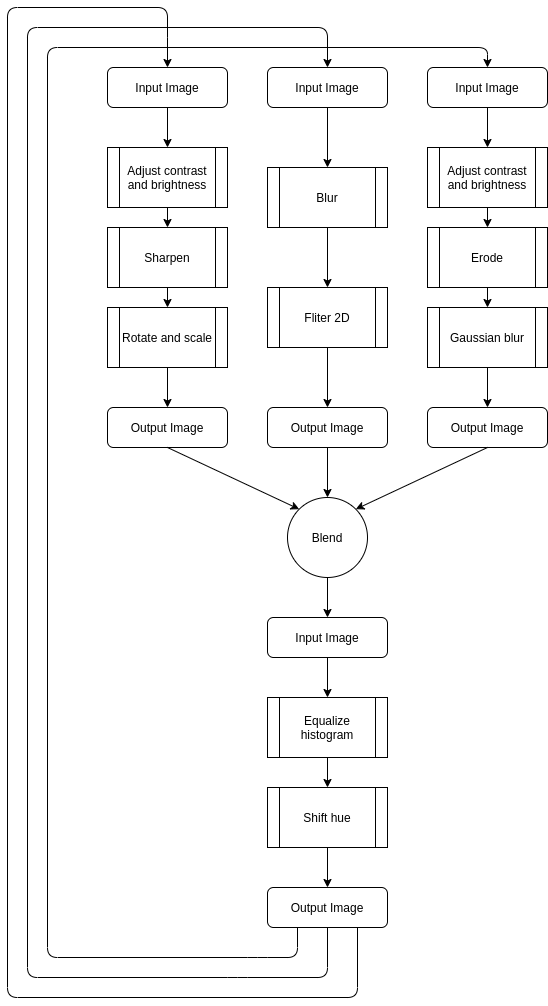 Input Image
Input Image
Input Image
Adjust contrast
and brightness
Blur
Adjust contrast
and brightness
Sharpen
Erode
Rotate and scale
Fliter 2D
Gaussian blur
Output Image
Output Image
Output Image
Blend
Input Image
Equalize
histogram
Shift hue
Output Image